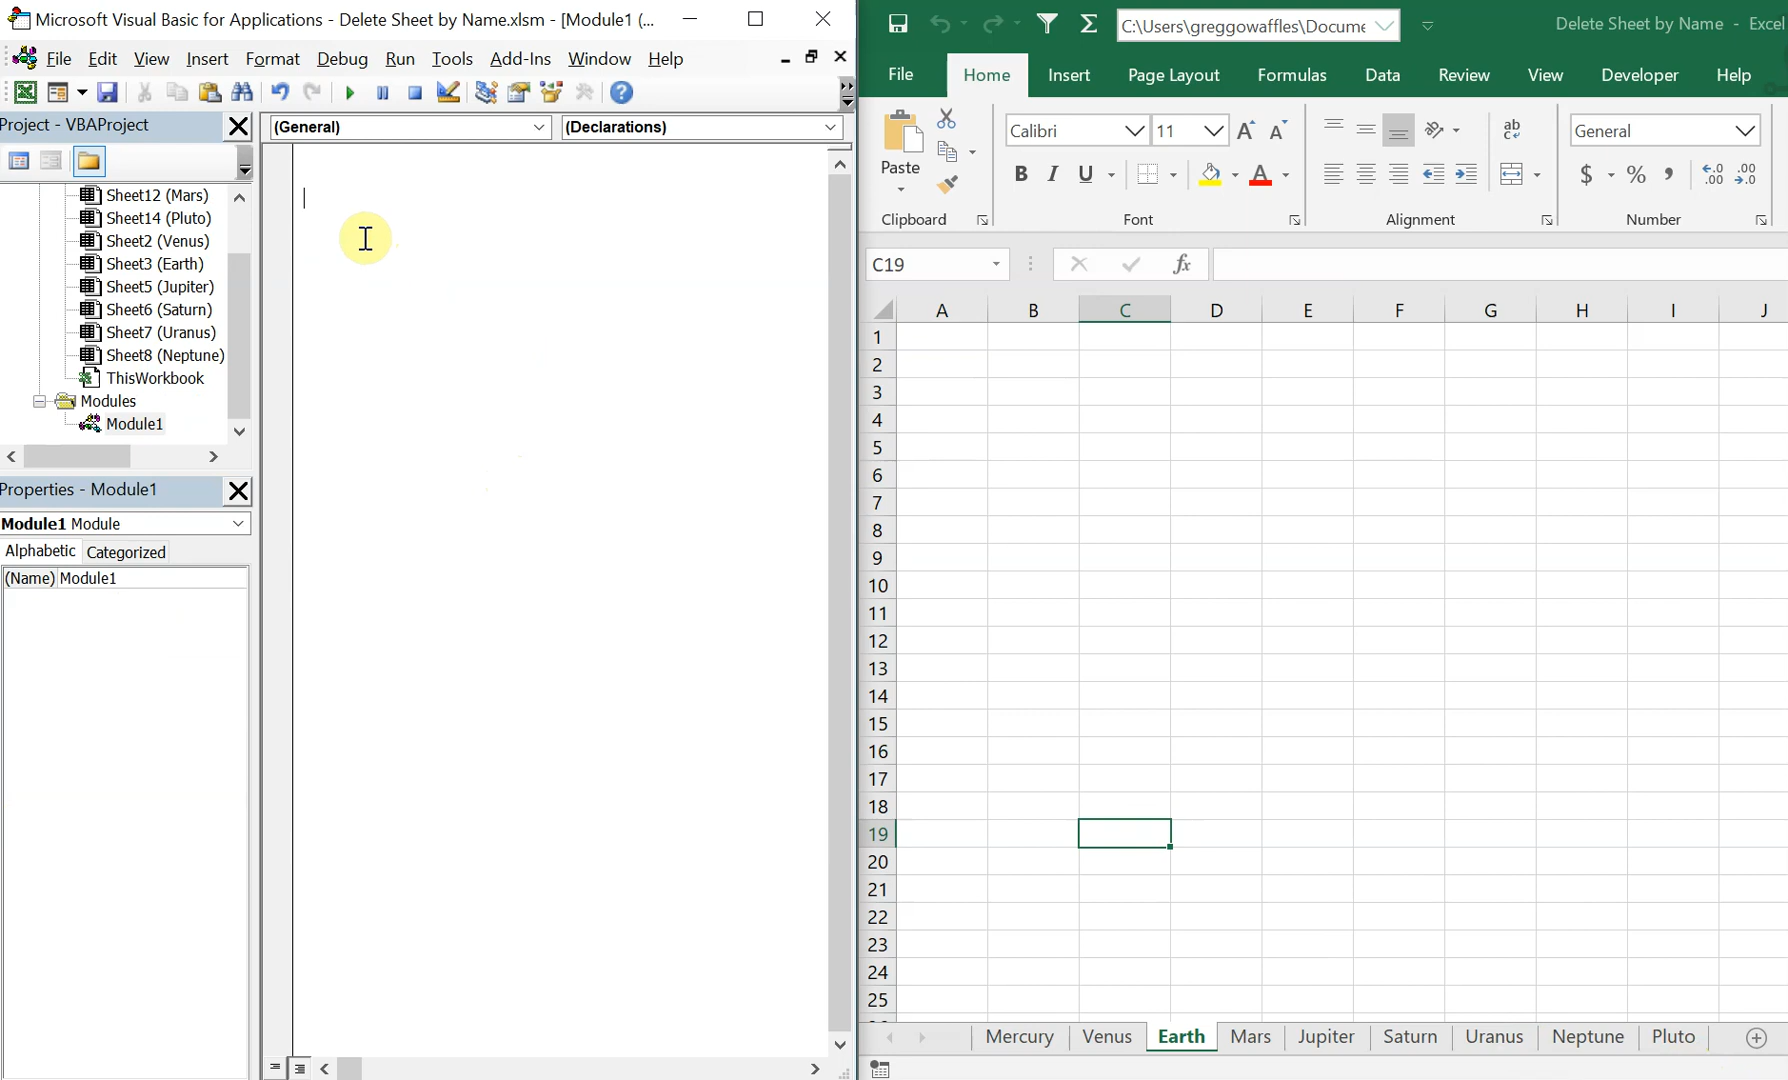 Microsoft Visual Basic for Applications - Delete Sheet by Name.xlsm - [Module1 (...
File Edit View Insert Format Debug Run Tools Add-Ins Window Help
Project - VBAProject
(General)
(Declarations)
Sheet12 (Mars)
Sheet14 (Pluto)
Sheet2 (Venus)
Sheet3 (Earth)
Sheet5 (Jupiter)
Sheet6 (Saturn)
Sheet7 (Uranus)
Sheet8 (Neptune)
ThisWorkbook
Modules
Module1
Properties - Module1
Module1 Module
Alphabetic Categorized
(Name) Module1
C:\Users\greggowaffles\Docume
Delete Sheet by Name - Excel
File Home Insert Page Layout Formulas Data Review View Developer Help
Paste
Calibri 11
B I U A
ab
General
$ % ,
Clipboard Font Alignment Number
C19
fx
A B C D E F G H I J
1
2
3
4
5
6
7
8
9
10
11
12
13
14
15
16
17
18
19
20
21
22
23
24
25
Mercury Venus Earth Mars Jupiter Saturn Uranus Neptune Pluto